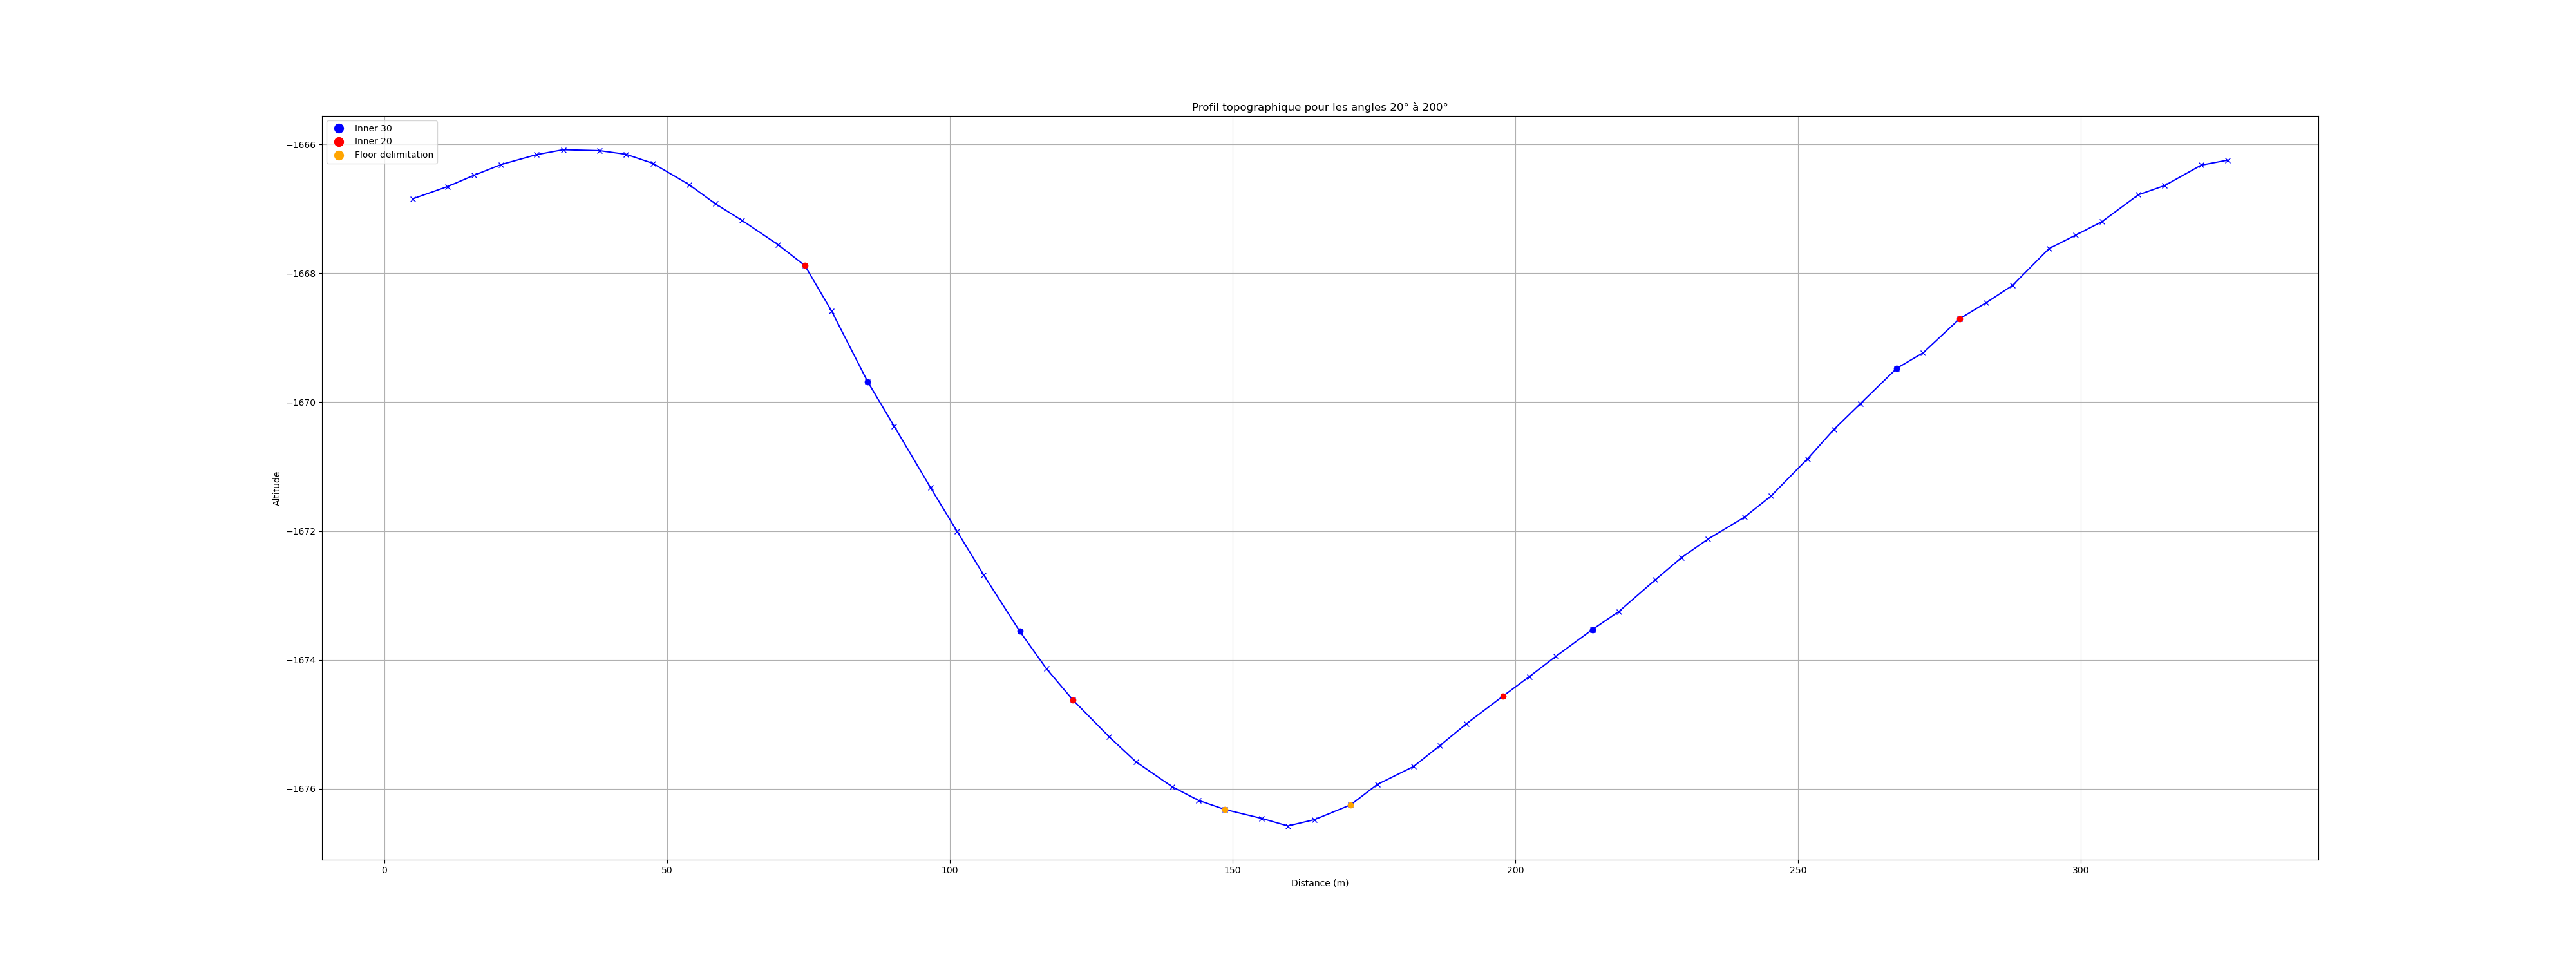 Profil topographique pour les angles 20° à 200°
Inner 30
Inner 20
Floor delimitation
−1666
−1668
−1670
−1672
−1674
−1676
Altitude
0 50 100 150 200 250 300
Distance (m)